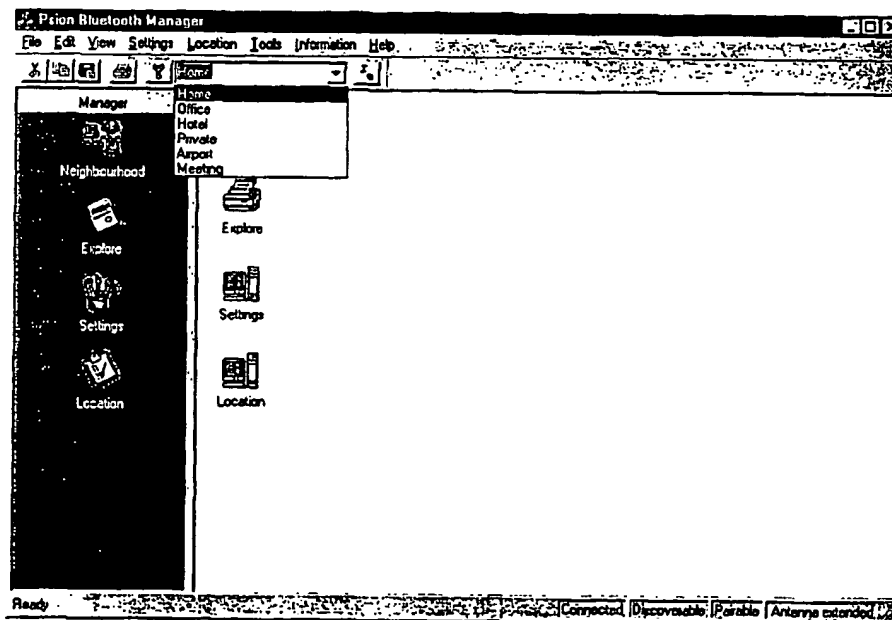 Psion Bluetooth Manager
File Edit View Settings Location Tools Information Help
Home
Manager
Home
Office
Hotel
Private
Airport
Meeting
Neighbourhood
Explore
Explore
Settings
Settings
Location
Location
Ready Connected Discoverable Pairable Antenna extended